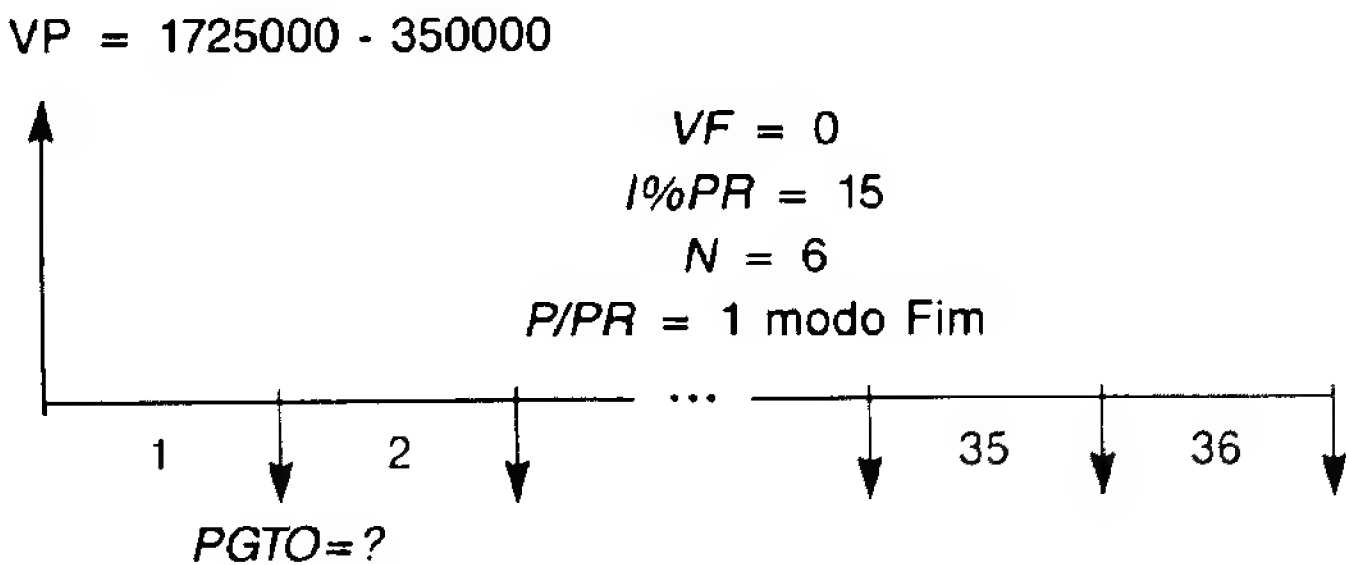 VP = 1725000 - 350000
VF = 0
I%PR = 15
N = 6
P/PR = 1 modo Fim
...
1 2 35 36
PGTO=?